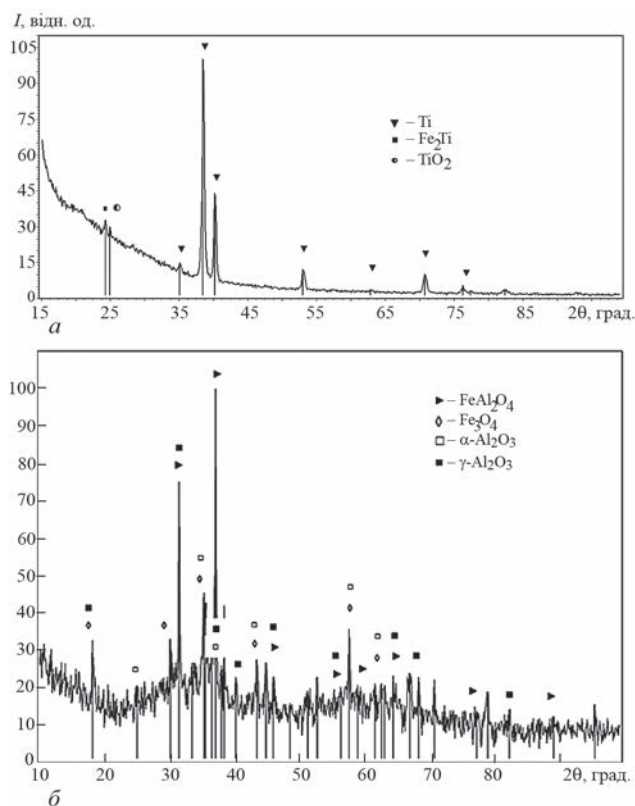 I, відн. од.
105
90
75
60
45
30
15
0
– Ti
– Fe2Ti
– TiO2
15 25 35 45 55 65 75 2θ, град.
а
100
90
80
70
60
50
40
30
20
10
0
– FeAl2O4
– Fe3O4
– α-Al2O3
– γ-Al2O3
10 20 30 40 50 60 70 80 2θ, град.
б